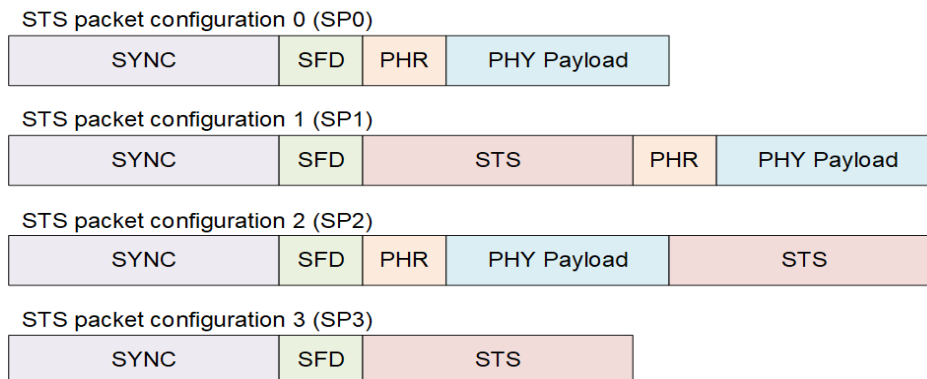 STS packet configuration 0 (SP0)
SYNC SFD PHR PHY Payload
STS packet configuration 1 (SP1)
SYNC SFD STS PHR PHY Payload
STS packet configuration 2 (SP2)
SYNC SFD PHR PHY Payload STS
STS packet configuration 3 (SP3)
SYNC SFD STS